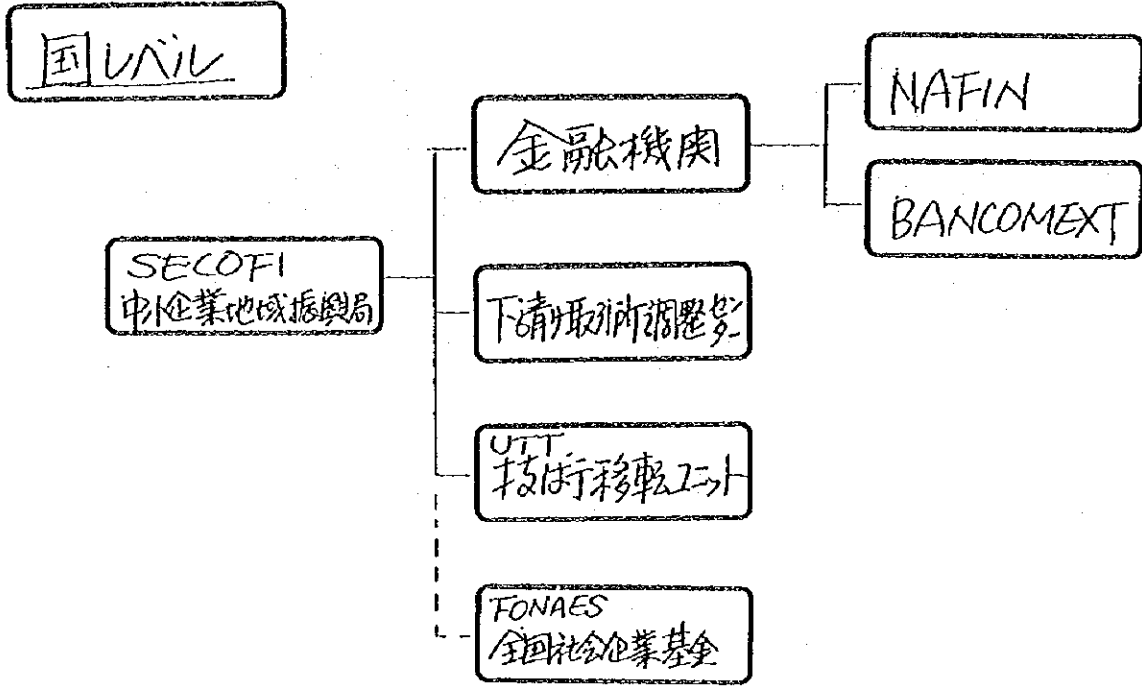 国レベル
金融機関
NAFIN
BANCOMEXT
SECOFI
中小企業地域振興局
下請け取引所調整センター
UTT.
技術移転ユニット
FONAES
全国社会企業基金